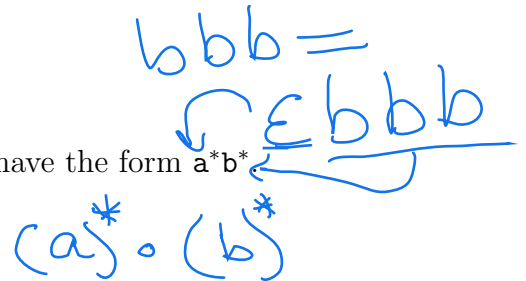 bbb =
εbbb
have the form a*b*.
(a)* ∘ (b)*